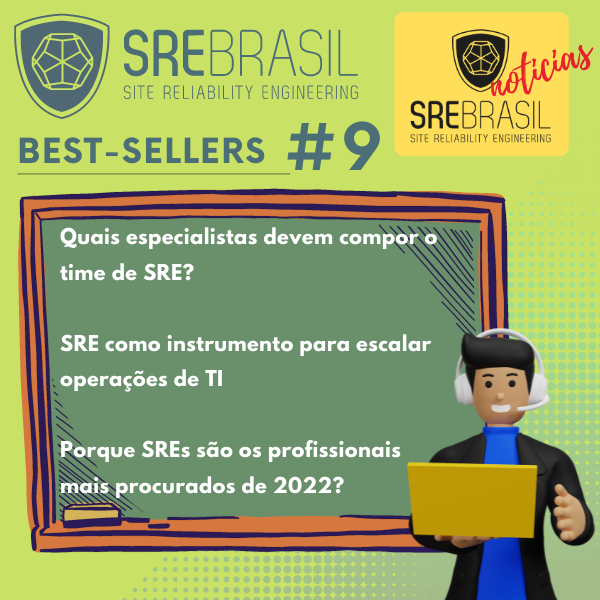 SREBRASIL
SITE RELIABILITY ENGINEERING
notícias
SREBRASIL
SITE RELIABILITY ENGINEERING
BEST-SELLERS #9
Quais especialistas devem compor o
time de SRE?
SRE como instrumento para escalar
operações de TI
Porque SREs são os profissionais
mais procurados de 2022?